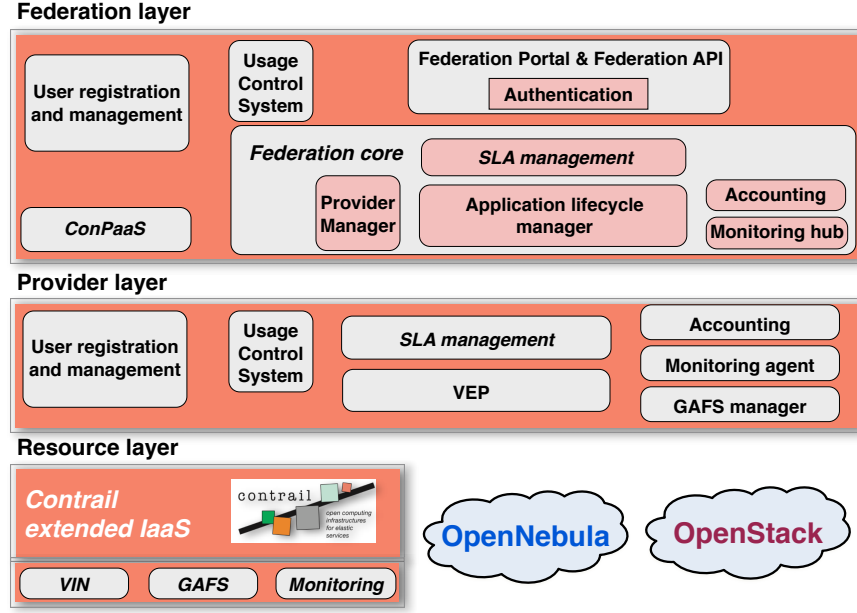 Federation layer
User registration
and management
Usage
Control
System
Federation Portal & Federation API
Authentication
Federation core
SLA management
Provider
Manager
Application lifecycle
manager
Accounting
Monitoring hub
ConPaaS
Provider layer
User registration
and management
Usage
Control
System
SLA management
VEP
Accounting
Monitoring agent
GAFS manager
Resource layer
Contrail
extended IaaS
contrail
open computing
infrastructures
for elastic
services
VIN
GAFS
Monitoring
OpenNebula
OpenStack